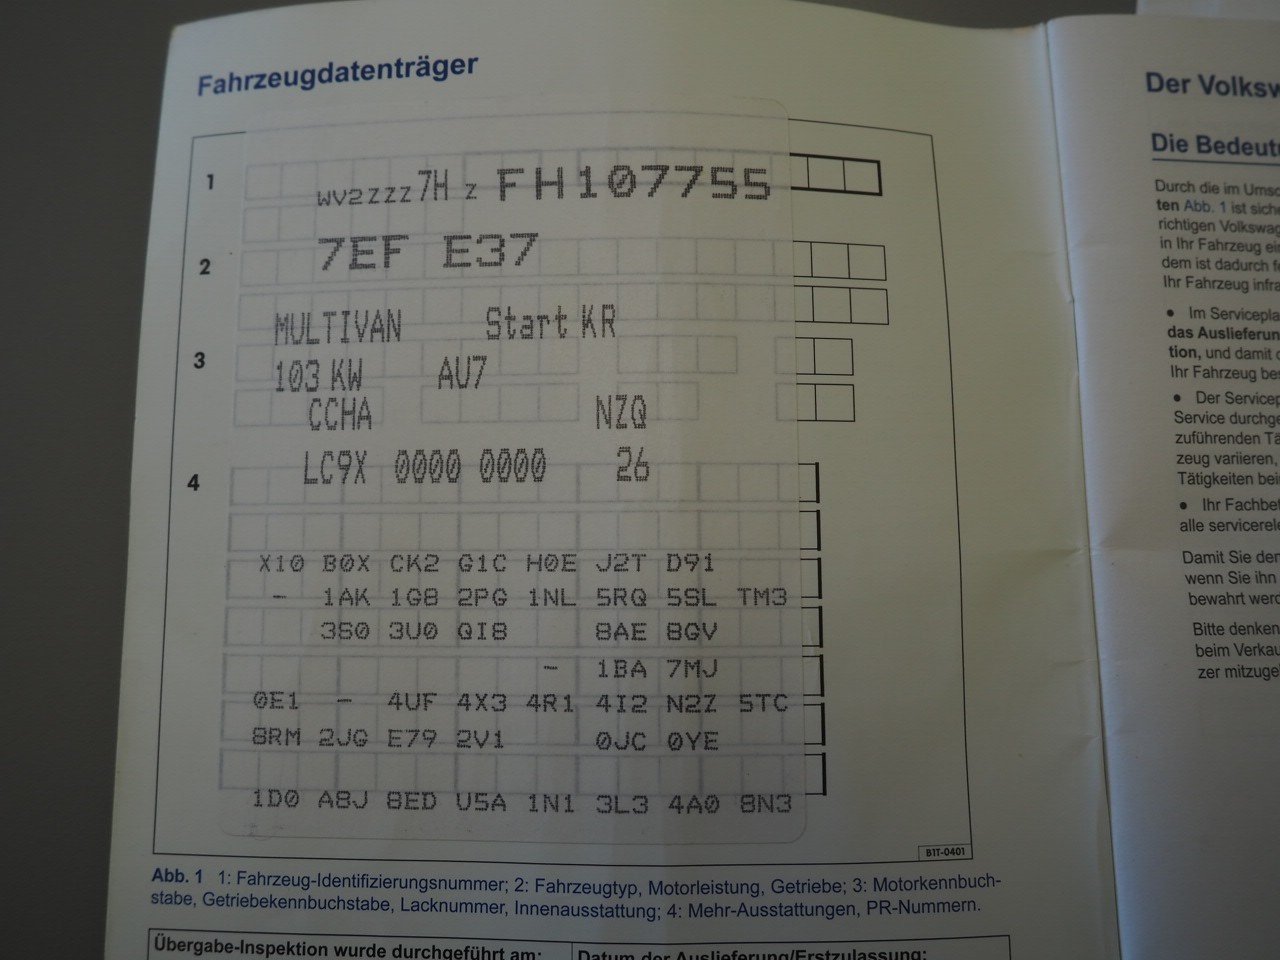 Fahrzeugdatenträger
1
WV2ZZZ7HZFH107755
2
7EF E37
MULTIVAN Start KR
3
103 KW AU7
CCHA NZQ
4
LC9X 0000 0000 26
X10 B0X CK2 G1C H0E J2T D91
- 1AK 1G8 2PG 1NL 5RQ 5SL TM3
3S0 3U0 QI8 8AE 8GV
- 1BA 7MJ
0E1 - 4UF 4X3 4R1 4I2 N2Z 5TC
8RM 2JG E79 2V1 0JC 0YE
1D0 A8J 8ED U5A 1N1 3L3 4A0 8N3
B1T-0401
Abb. 1 1: Fahrzeug-Identifizierungsnummer; 2: Fahrzeugtyp, Motorleistung, Getriebe; 3: Motorkennbuch-
stabe, Getriebekennbuchstabe, Lacknummer, Innenausstattung; 4: Mehr-Ausstattungen, PR-Nummern.
Übergabe-Inspektion wurde durchgeführt am:
Datum der Auslieferung/Erstzulassung:
Der Volksw
Die Bedeut
Durch die im Umsc
ten Abb. 1 ist siche
richtigen Volkswag
in Ihr Fahrzeug ei
dem ist dadurch fe
Ihr Fahrzeug infra
• Im Servicepla
das Auslieferun
tion, und damit d
Ihr Fahrzeug bes
• Der Servicep
Service durchge
zuführenden Tä
zeug variieren,
Tätigkeiten bei
• Ihr Fachbet
alle servicerele
Damit Sie den
wenn Sie ihn
bewahrt werd
Bitte denken
beim Verkau
zer mitzugel